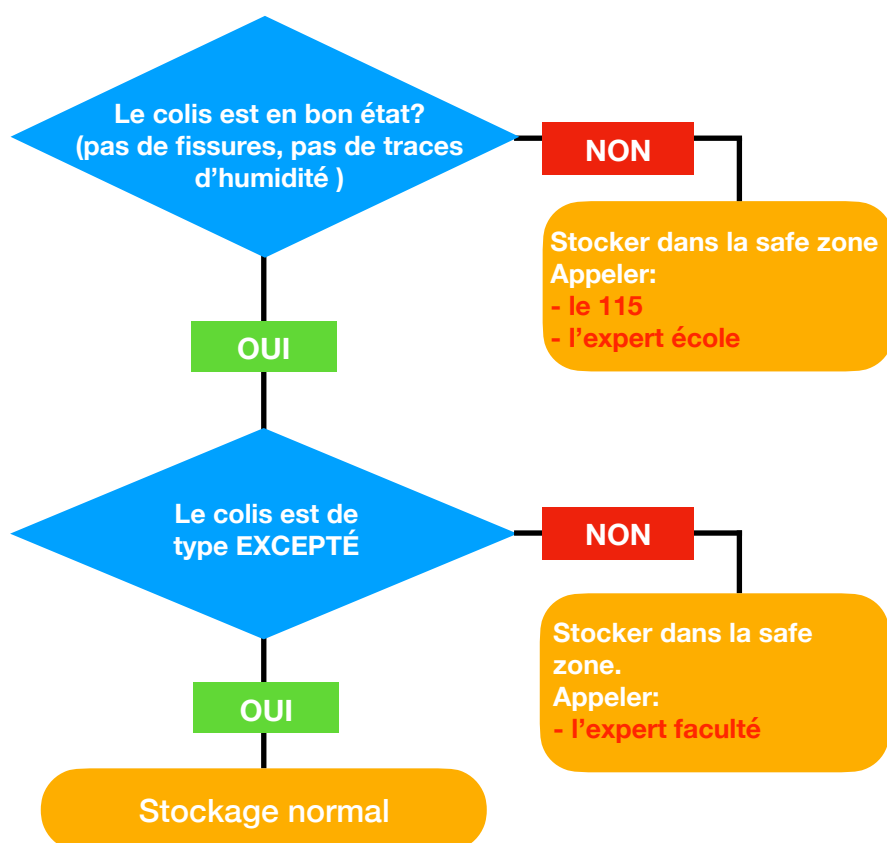 Le colis est en bon état?
(pas de fissures, pas de traces
d’humidité )
NON
Stocker dans la safe zone
Appeler:
- le 115
- l’expert école
OUI
Le colis est de
type EXCEPTÉ
NON
Stocker dans la safe
zone.
Appeler:
- l’expert faculté
OUI
Stockage normal